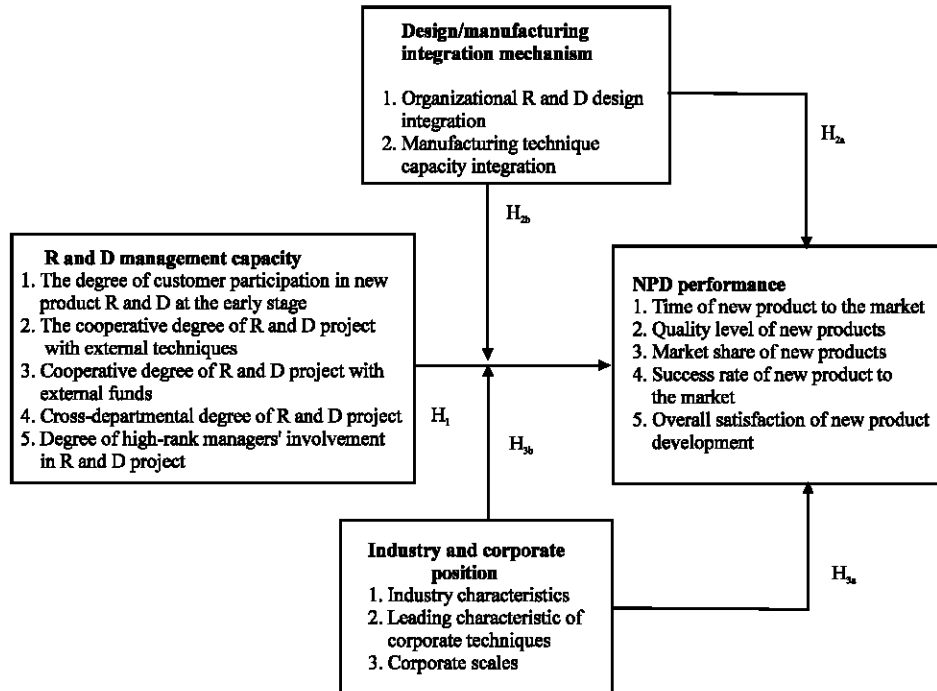 Design/manufacturing
integration mechanism
1. Organizational R and D design
integration
2. Manufacturing technique
capacity integration
H2a
H2b
R and D management capacity
1. The degree of customer participation in new
product R and D at the early stage
2. The cooperative degree of R and D project
with external techniques
3. Cooperative degree of R and D project with
external funds
4. Cross-departmental degree of R and D project
5. Degree of high-rank managers' involvement
in R and D project
H1
NPD performance
1. Time of new product to the market
2. Quality level of new products
3. Market share of new products
4. Success rate of new product to
the market
5. Overall satisfaction of new product
development
H3b
Industry and corporate
position
1. Industry characteristics
2. Leading characteristic of
corporate techniques
3. Corporate scales
H3a